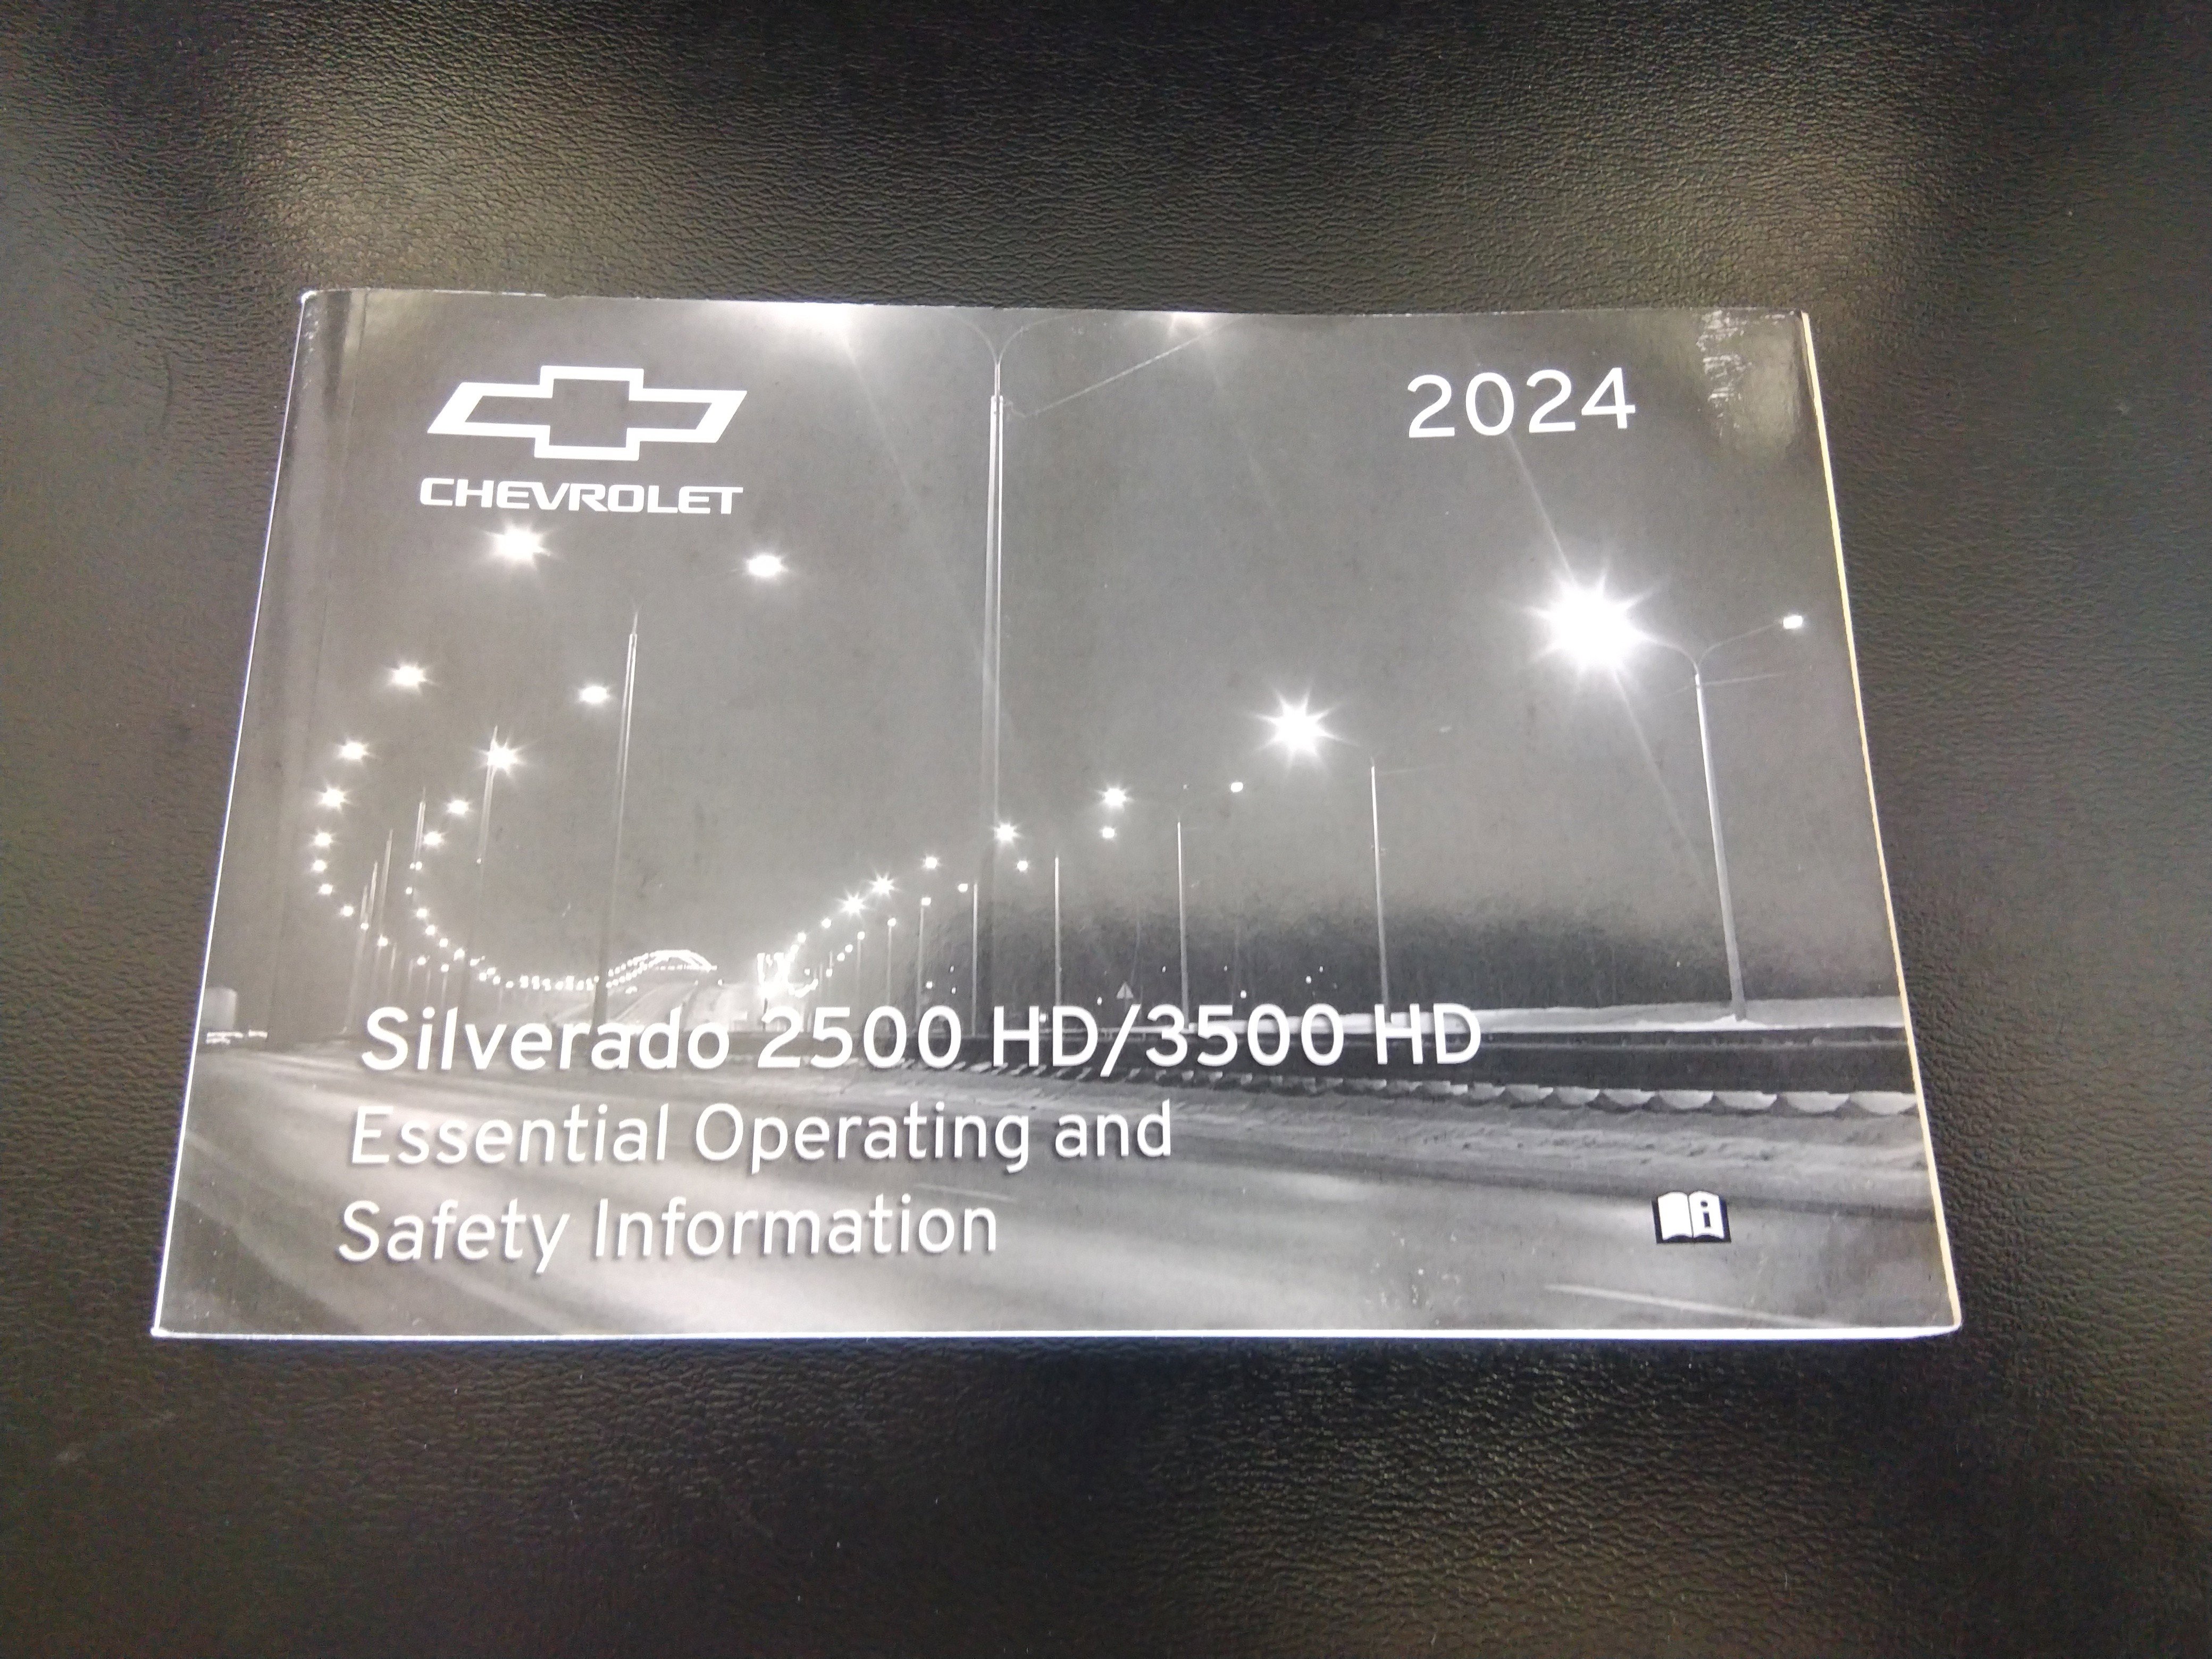 CHEVROLET
2024
Silverado 2500 HD/3500 HD
Essential Operating and
Safety Information
i